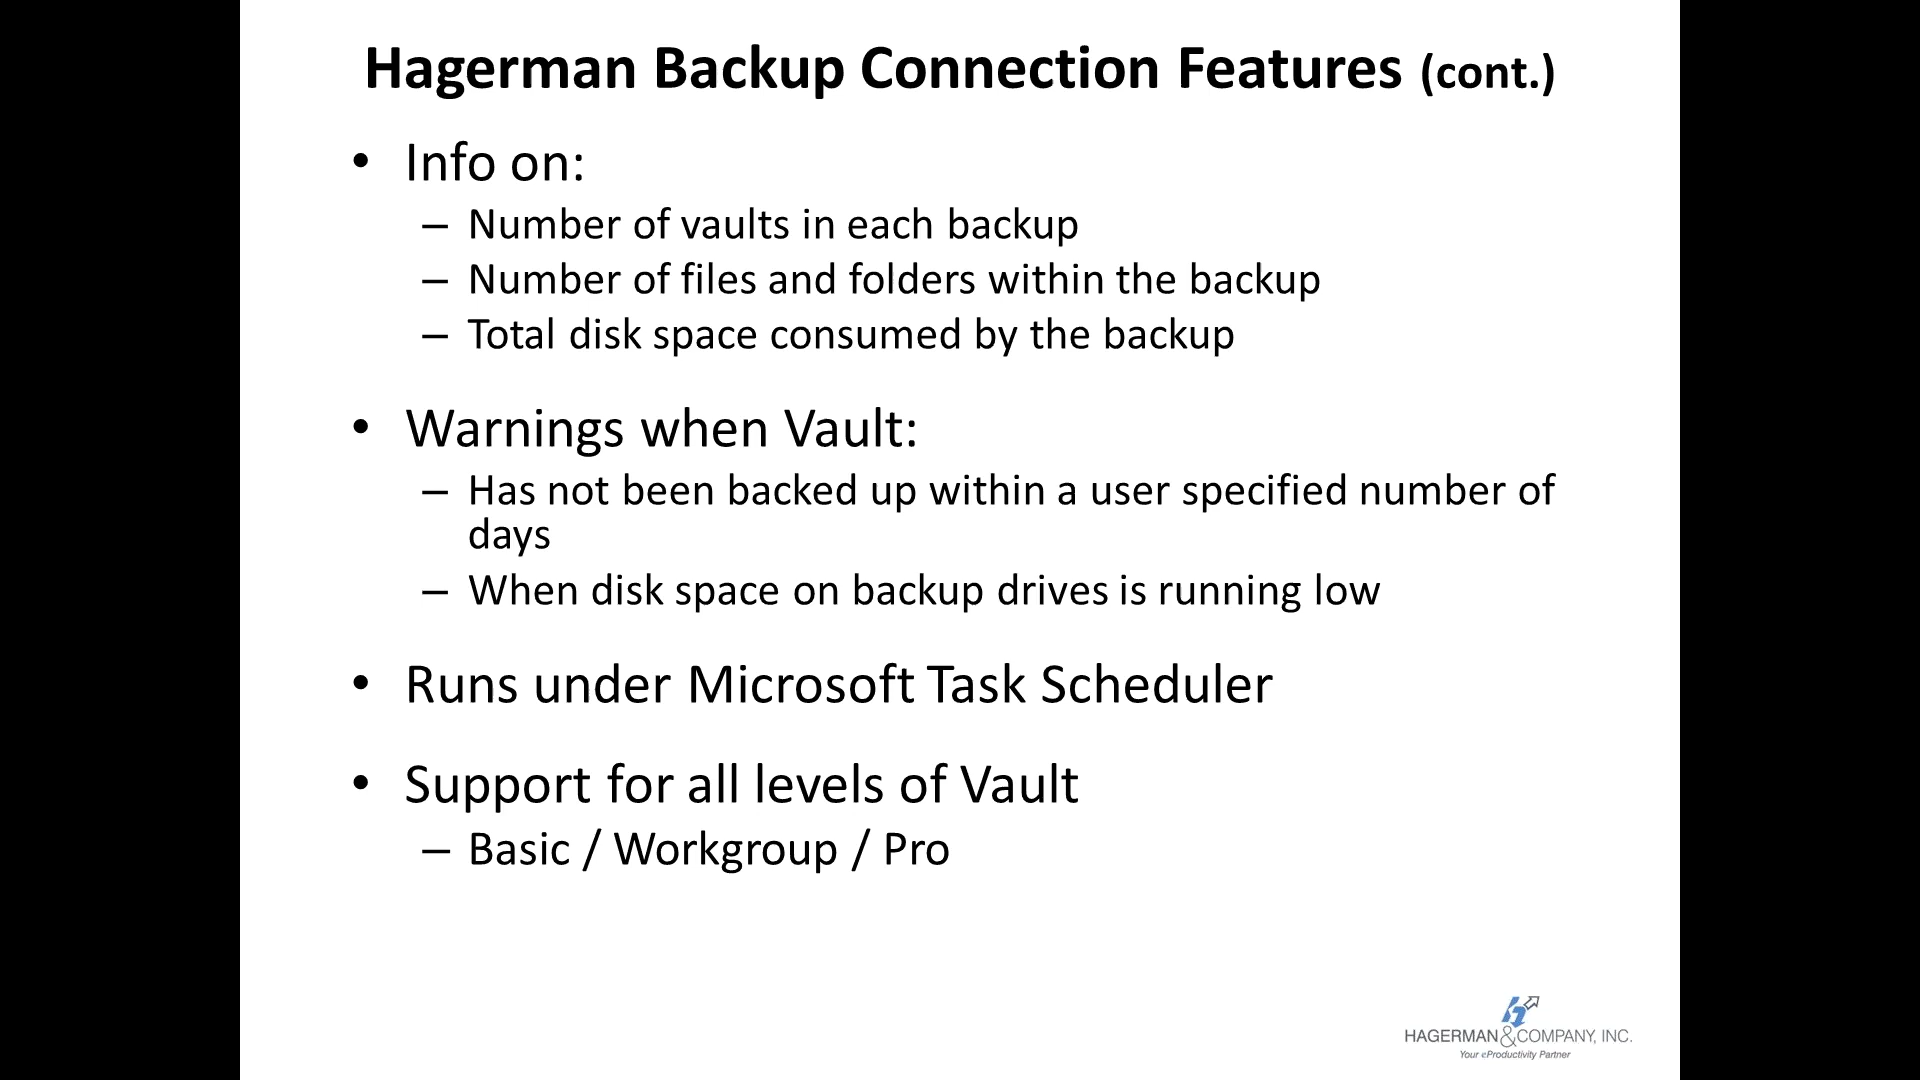 Hagerman Backup Connection Features (cont.)
• Info on:
– Number of vaults in each backup
– Number of files and folders within the backup
– Total disk space consumed by the backup
• Warnings when Vault:
– Has not been backed up within a user specified number of
days
– When disk space on backup drives is running low
• Runs under Microsoft Task Scheduler
• Support for all levels of Vault
– Basic / Workgroup / Pro
HAGERMAN&COMPANY, INC.
Your eProductivity Partner